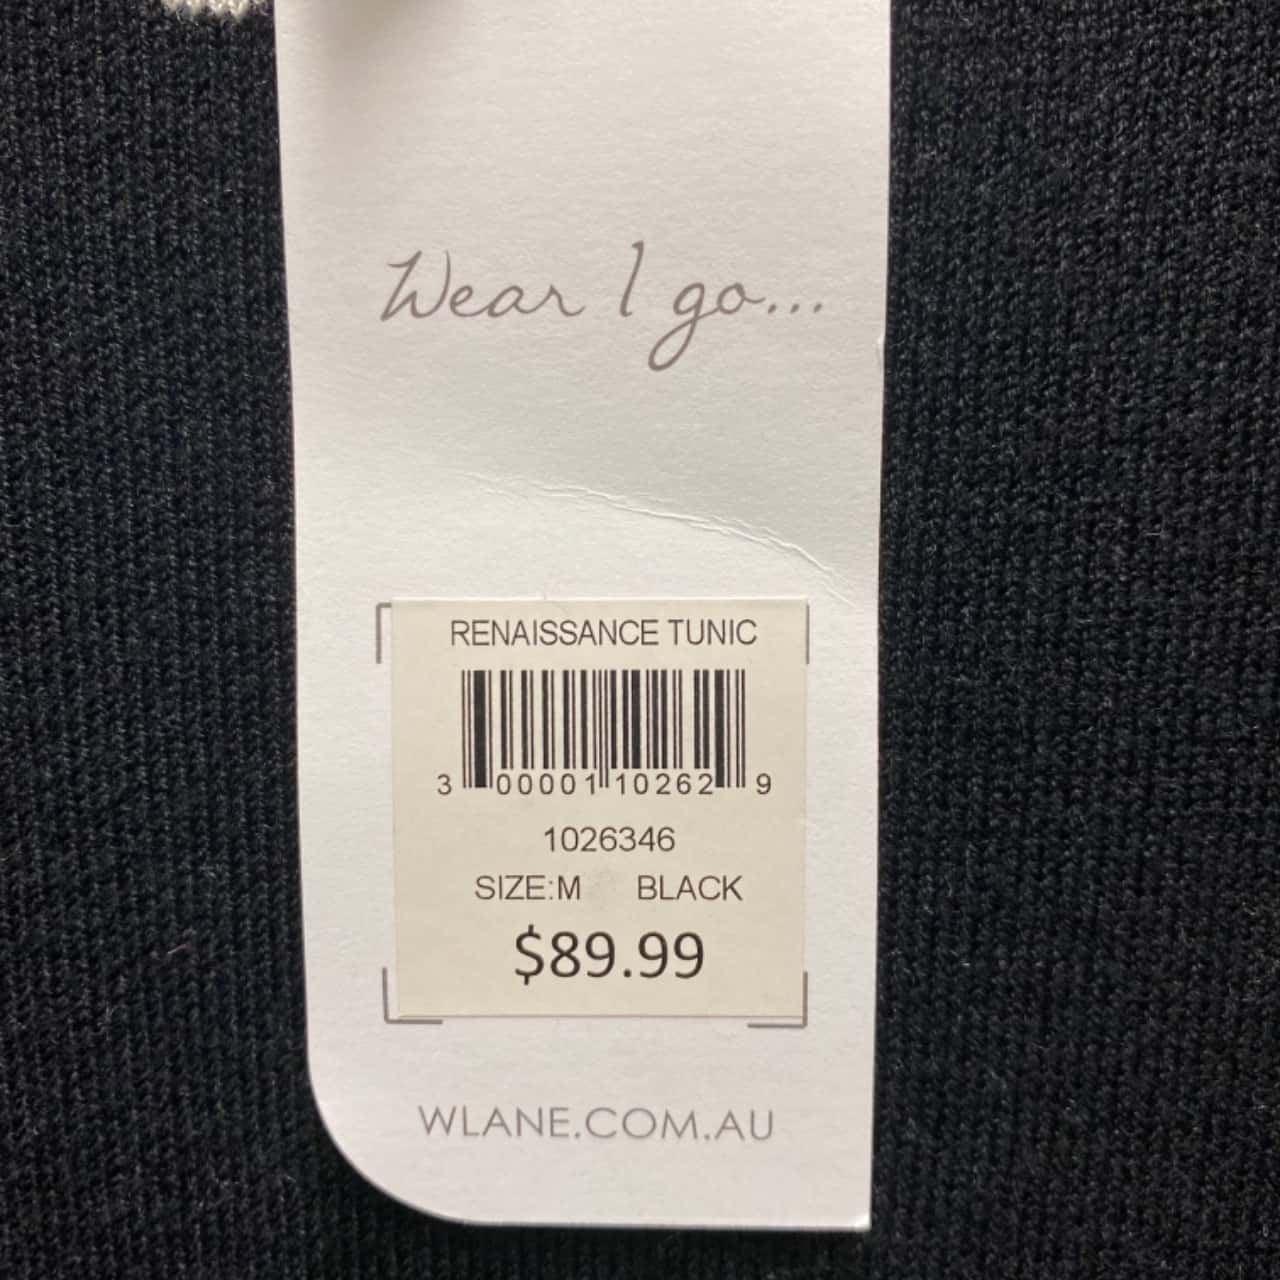 Wear I go...
RENAISSANCE TUNIC
3 00001 10262 9
1026346
SIZE:M BLACK
$89.99
WLANE.COM.AU